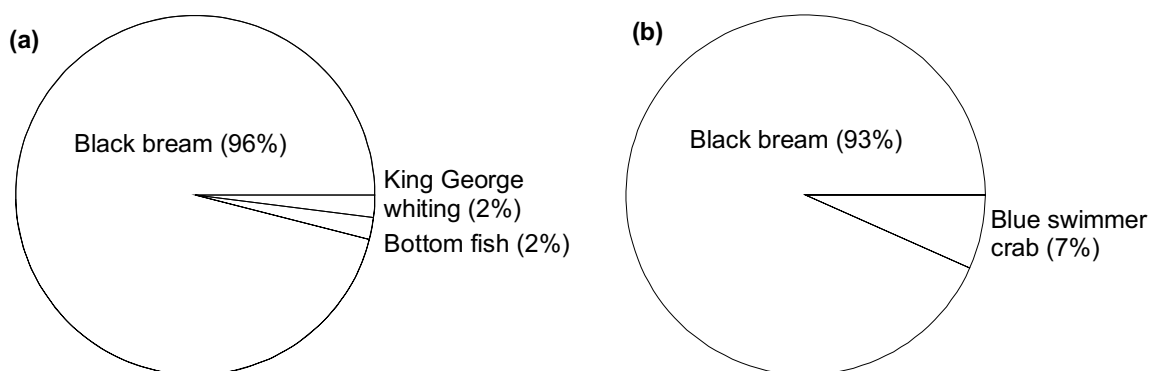 (a)
Black bream (96%)
King George
whiting (2%)
Bottom fish (2%)
(b)
Black bream (93%)
Blue swimmer
crab (7%)